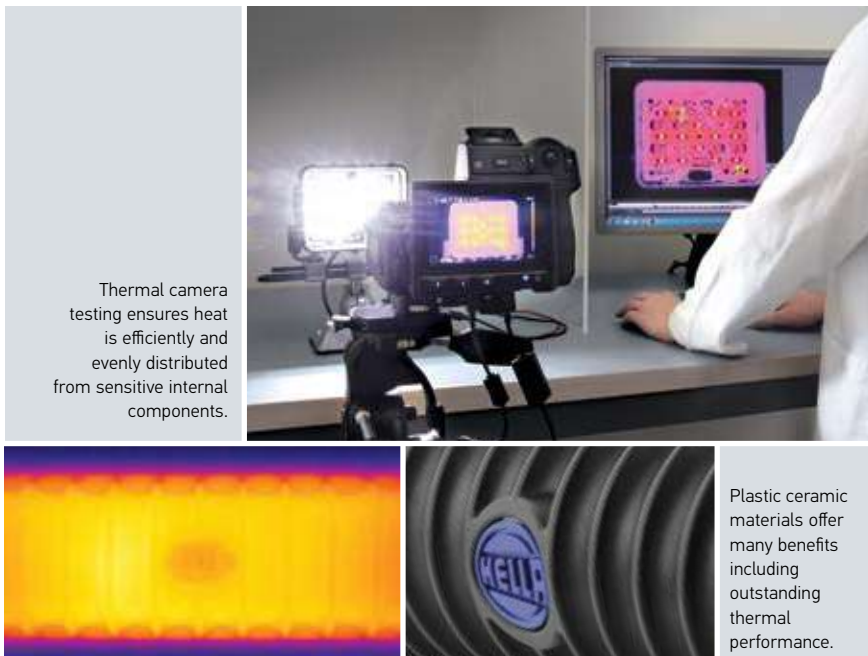 Thermal camera
testing ensures heat
is efficiently and
evenly distributed
from sensitive internal
components.
HELLA
Plastic ceramic
materials offer
many benefits
including
outstanding
thermal
performance.